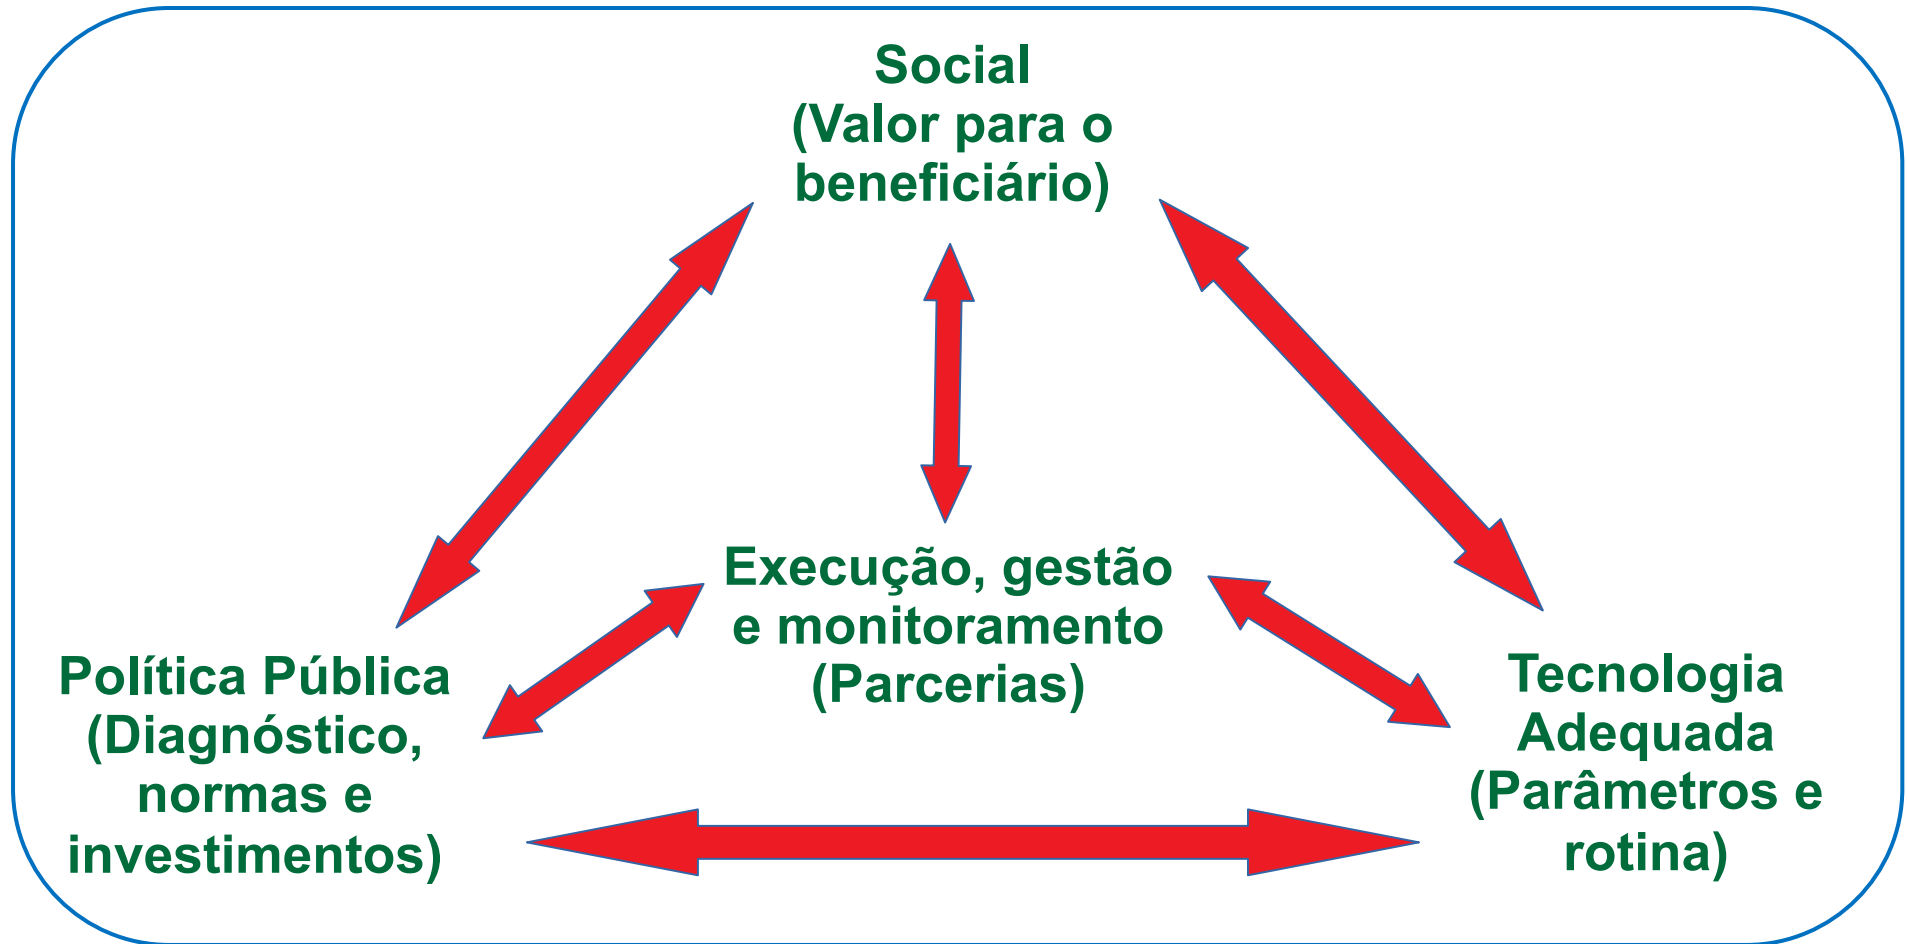 Social
(Valor para o
beneficiário)
Execução, gestão
e monitoramento
(Parcerias)
Política Pública
(Diagnóstico,
normas e
investimentos)
Tecnologia
Adequada
(Parâmetros e
rotina)